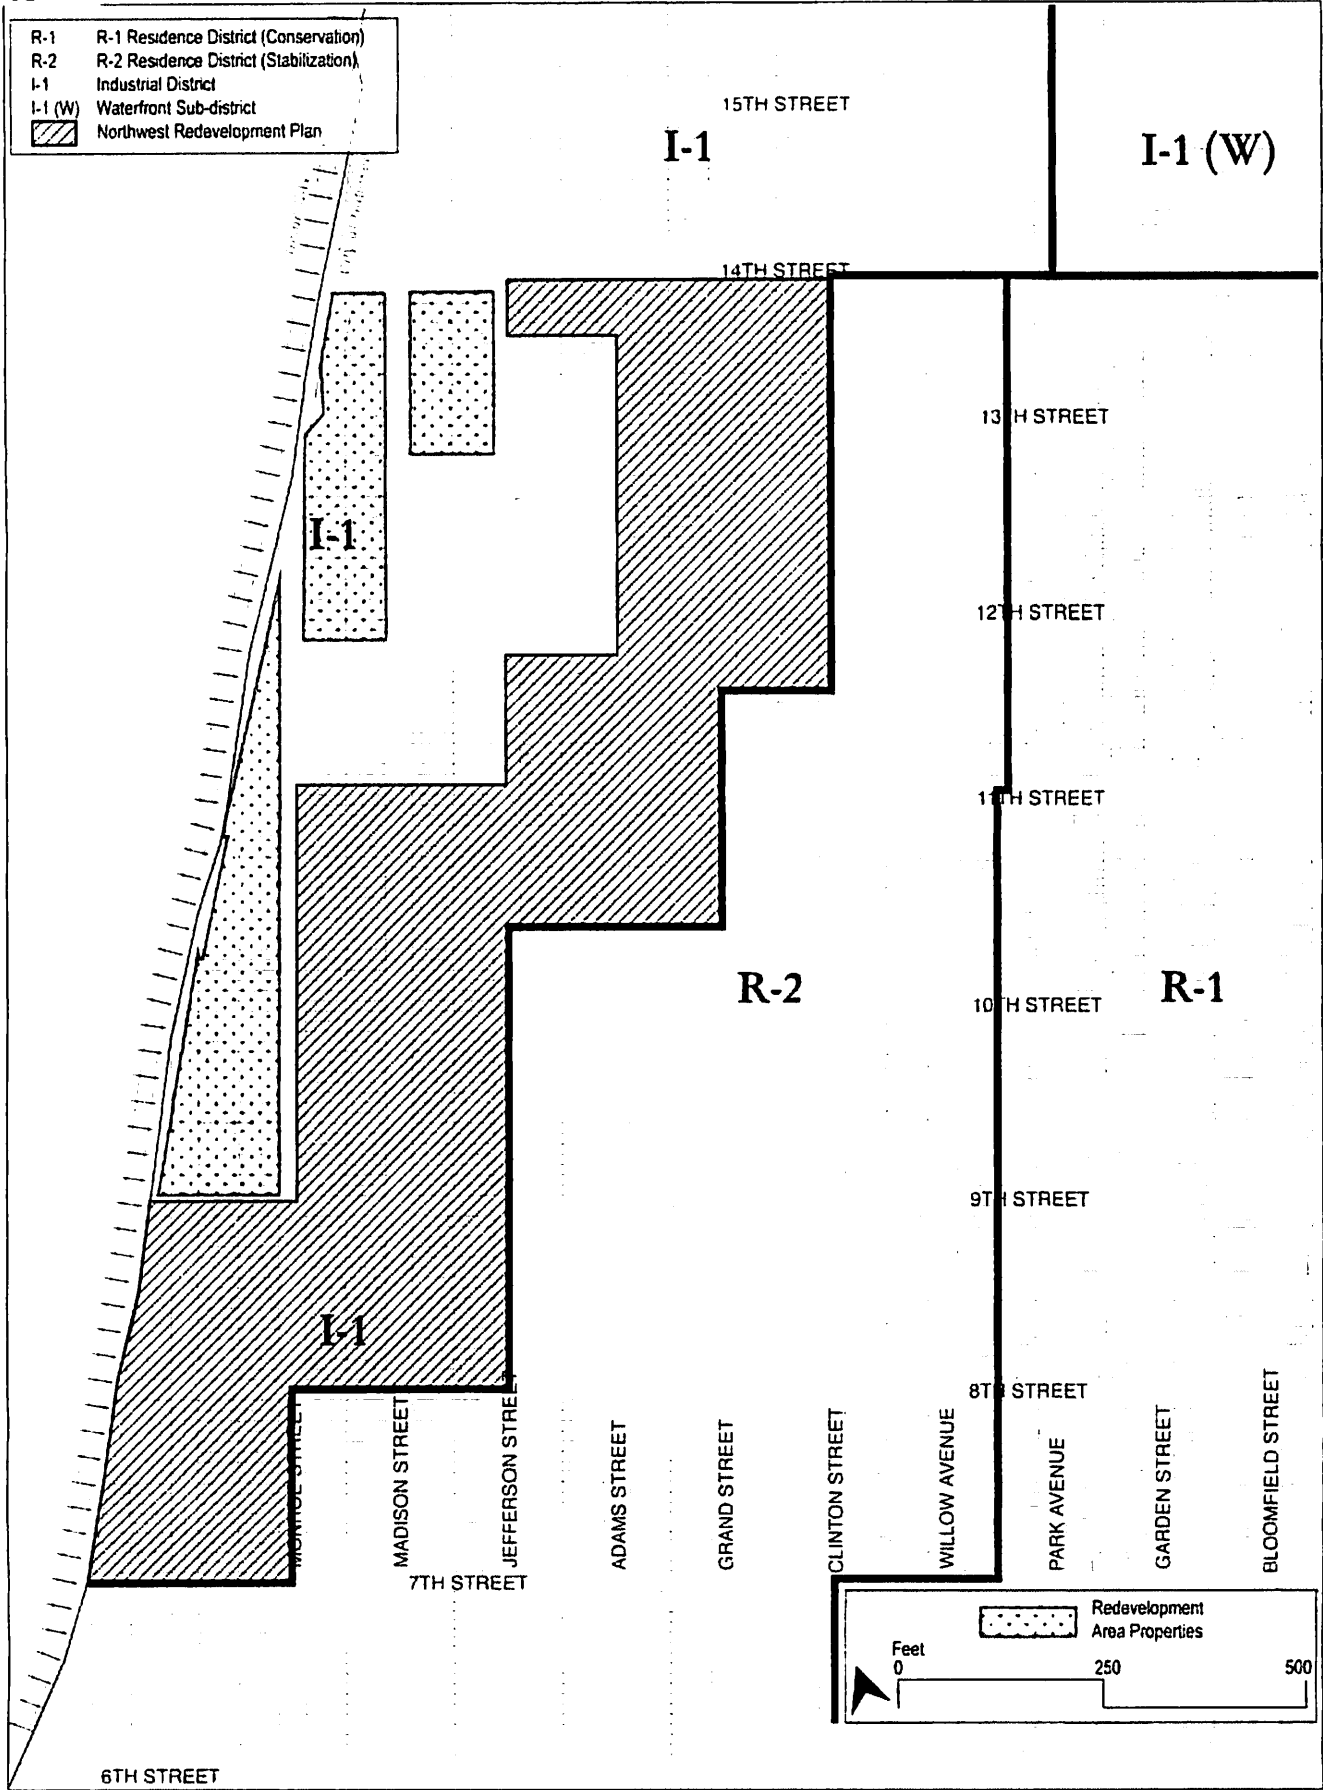 R-1 R-1 Residence District (Conservation)
R-2 R-2 Residence District (Stabilization)
I-1 Industrial District
I-1 (W) Waterfront Sub-district
Northwest Redevelopment Plan
15TH STREET
I-1
I-1 (W)
14TH STREET
13TH STREET
I-1
12TH STREET
11TH STREET
R-2
R-1
10TH STREET
9TH STREET
I-1
8TH STREET
MONROE STREET
MADISON STREET
JEFFERSON STREET
ADAMS STREET
GRAND STREET
CLINTON STREET
WILLOW AVENUE
PARK AVENUE
GARDEN STREET
BLOOMFIELD STREET
7TH STREET
Redevelopment
Area Properties
Feet
0 250 500
6TH STREET